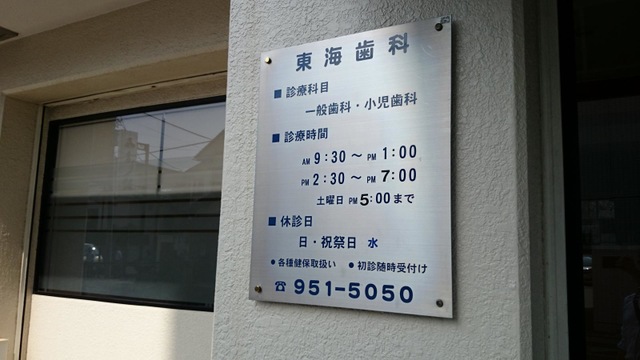 東海歯科
■ 診療科目
一般歯科・小児歯科
■ 診療時間
AM 9:30 〜 PM 1:00
PM 2:30 〜 PM 7:00
土曜日 PM 5:00 まで
■ 休診日
日・祝祭日 水
● 各種健保取扱い ● 初診随時受付け
☎ 951-5050